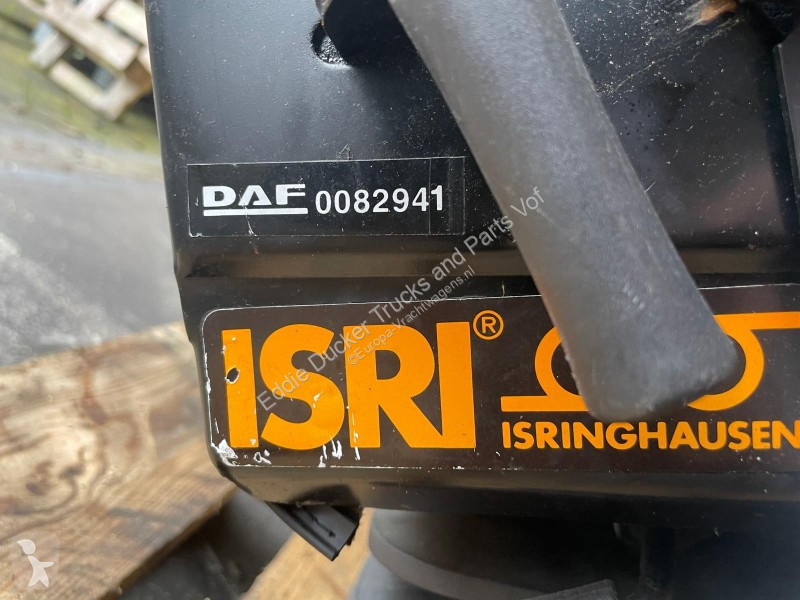 DAF 0082941
ISRI®
ISRINGHAUSEN
Eddie Ducker Trucks and Parts Vof
©Europa-Vrachtwagens.nl